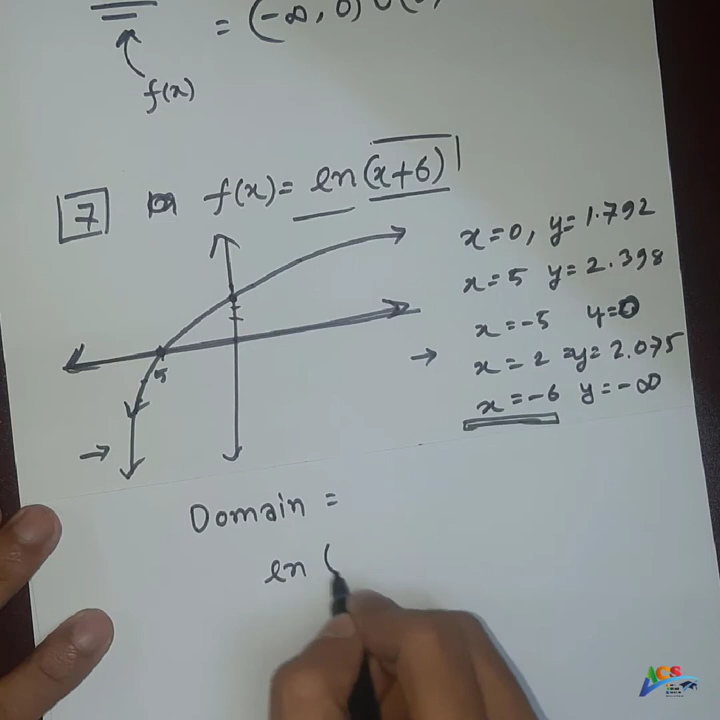 = (-∞, 0) ∪ (
f(x)
7 f(x) = ln (x+6)
x=0, y=1.792
x=5 y=2.398
x=-5 y=0
x=2 =y=2.075
x=-6 y=-∞
5
Domain =
ln (
AOS